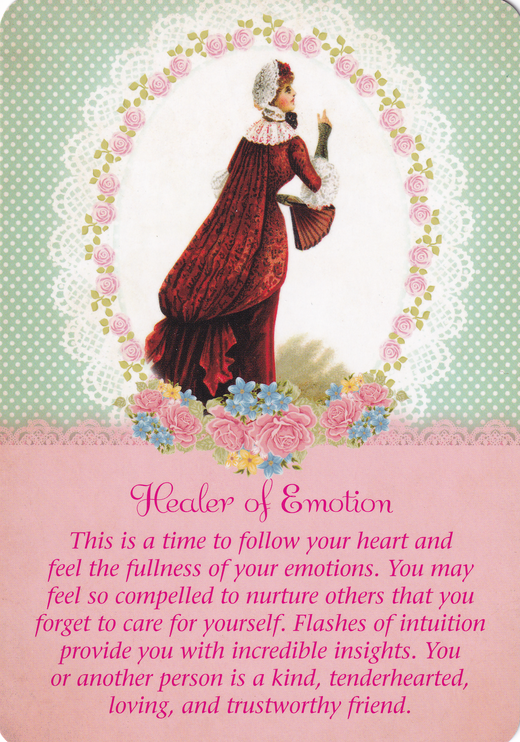 Healer of Emotion
This is a time to follow your heart and
feel the fullness of your emotions. You may
feel so compelled to nurture others that you
forget to care for yourself. Flashes of intuition
provide you with incredible insights. You
or another person is a kind, tenderhearted,
loving, and trustworthy friend.